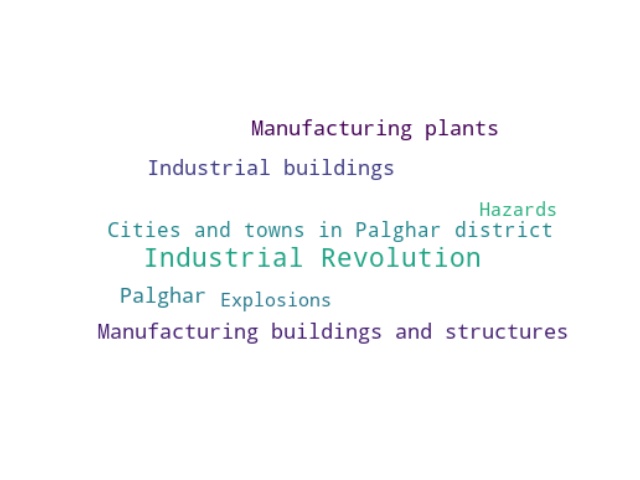 Manufacturing plants
Industrial buildings
Hazards
Cities and towns in Palghar district
Industrial Revolution
Palghar
Explosions
Manufacturing buildings and structures